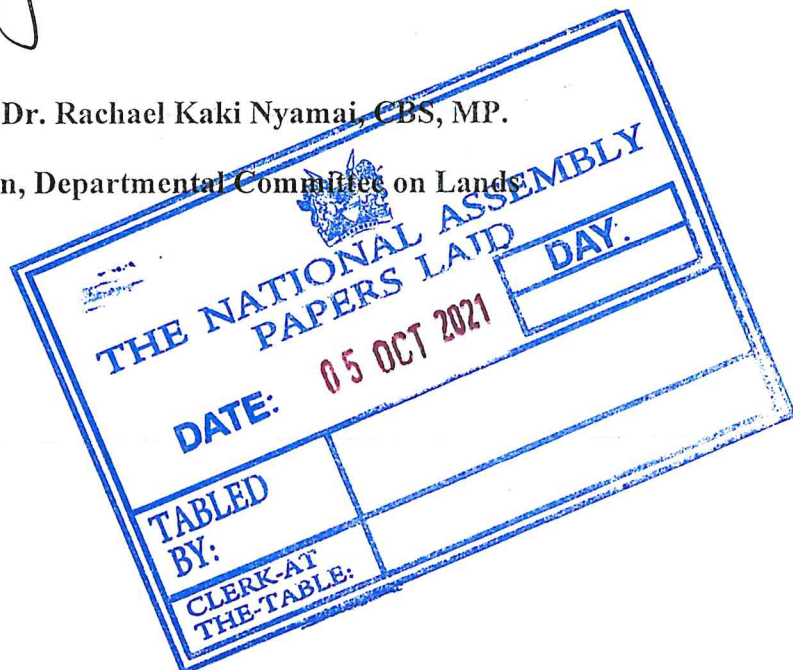 Dr. Rachael Kaki Nyamai, CBS, MP.
n, Departmental Committee on Lands
THE NATIONAL ASSEMBLY
PAPERS LAID
DATE: 05 OCT 2021
DAY.
TABLED
BY:
CLERK-AT
THE-TABLE: